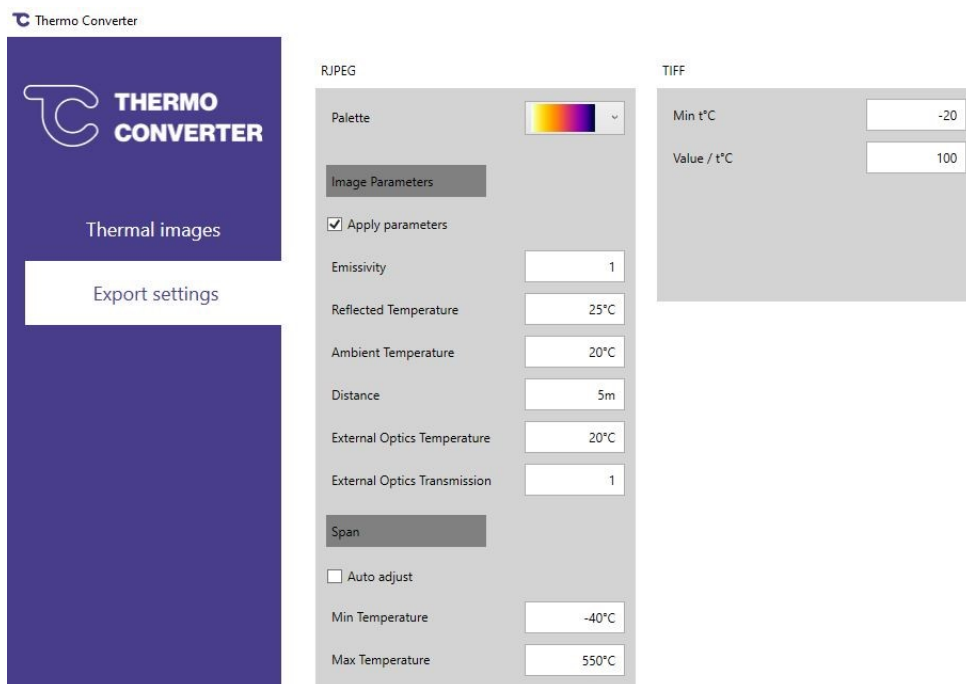 Thermo Converter
THERMO
CONVERTER
Thermal images
Export settings
RJPEG
Palette
Image Parameters
Apply parameters
Emissivity 1
Reflected Temperature 25°C
Ambient Temperature 20°C
Distance 5m
External Optics Temperature 20°C
External Optics Transmission 1
Span
Auto adjust
Min Temperature -40°C
Max Temperature 550°C
TIFF
Min t°C -20
Value / t°C 100